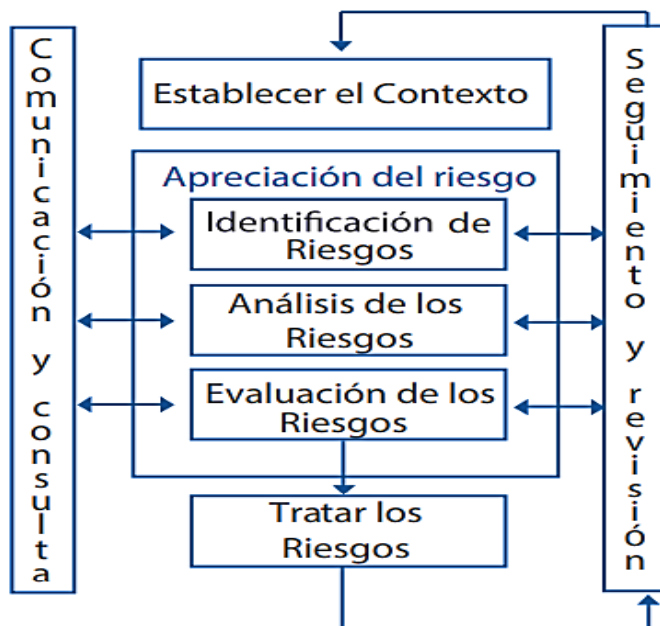 Comunicación y consulta
Establecer el Contexto
Apreciación del riesgo
Identificación de
Riesgos
Análisis de los
Riesgos
Evaluación de los
Riesgos
Tratar los
Riesgos
Seguimiento y revisión